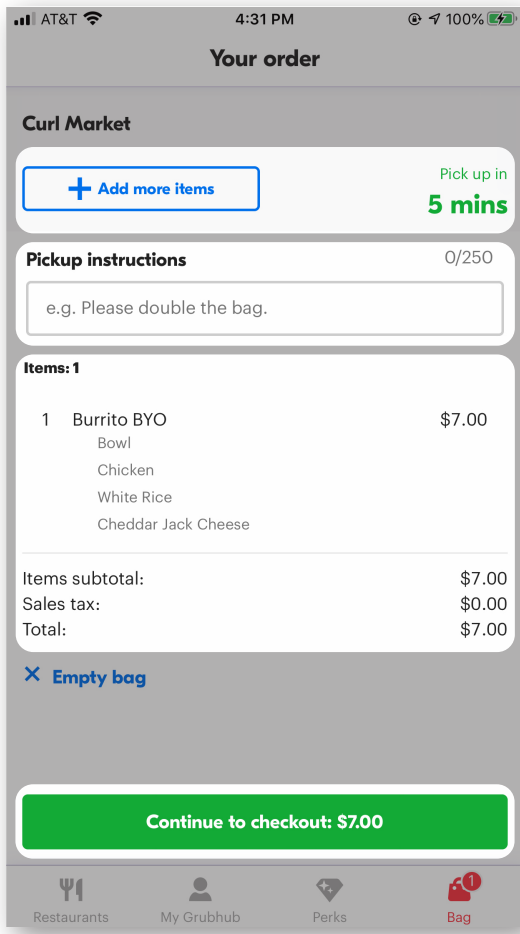 AT&T 4:31 PM 100%
Your order
Curl Market
Add more items
Pick up in
5 mins
Pickup instructions 0/250
e.g. Please double the bag.
Items: 1
1 Burrito BYO $7.00
Bowl
Chicken
White Rice
Cheddar Jack Cheese
Items subtotal: $7.00
Sales tax: $0.00
Total: $7.00
Empty bag
Continue to checkout: $7.00
1
Restaurants My Grubhub Perks Bag